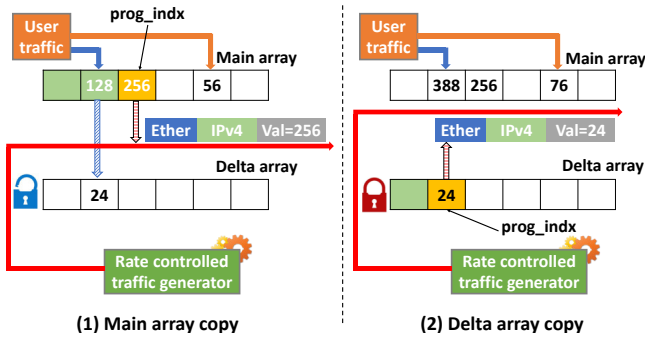 User
traffic
prog_indx
Main array
128 256 56
Ether IPv4 Val=256
Delta array
24
Rate controlled
traffic generator
(1) Main array copy
User
traffic
Main array
388 256 76
Ether IPv4 Val=24
Delta array
24
prog_indx
Rate controlled
traffic generator
(2) Delta array copy